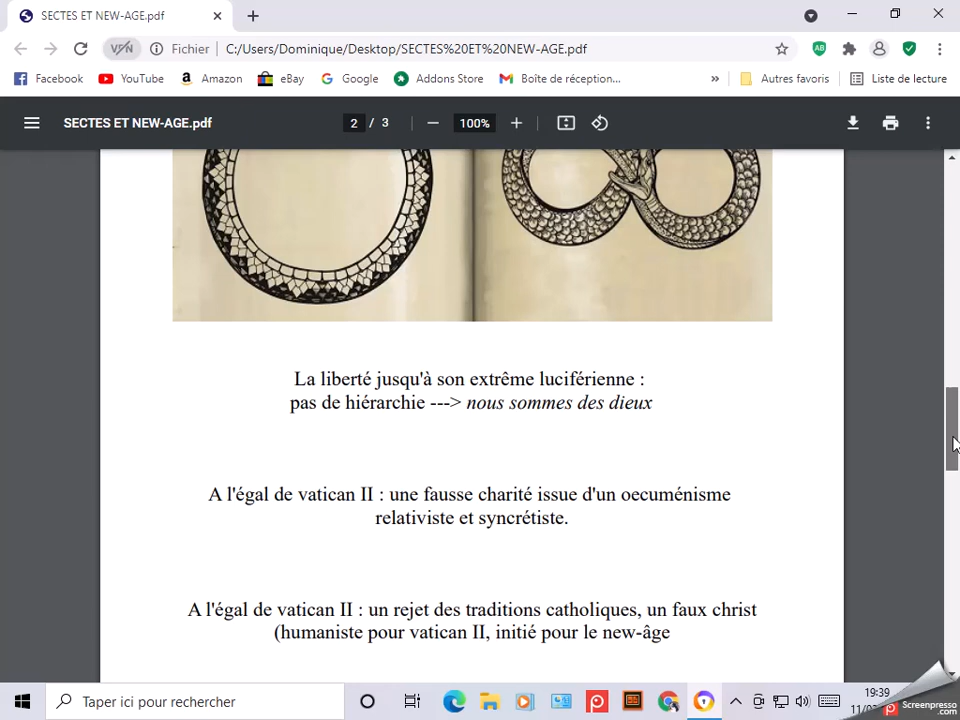 SECTES ET NEW-AGE.pdf
VPN
Fichier
C:/Users/Dominique/Desktop/SECTES%20ET%20NEW-AGE.pdf
Facebook
YouTube
Amazon
eBay
Google
Addons Store
Boîte de réception...
»
Autres favoris
Liste de lecture
SECTES ET NEW-AGE.pdf
2 / 3
100%
La liberté jusqu'à son extrême luciférienne :
pas de hiérarchie ---> nous sommes des dieux
A l'égal de vatican II : une fausse charité issue d'un oecuménisme
relativiste et syncrétiste.
A l'égal de vatican II : un rejet des traditions catholiques, un faux christ
(humaniste pour vatican II, initié pour le new-âge
Taper ici pour rechercher
19:39
Screenpresso
.com